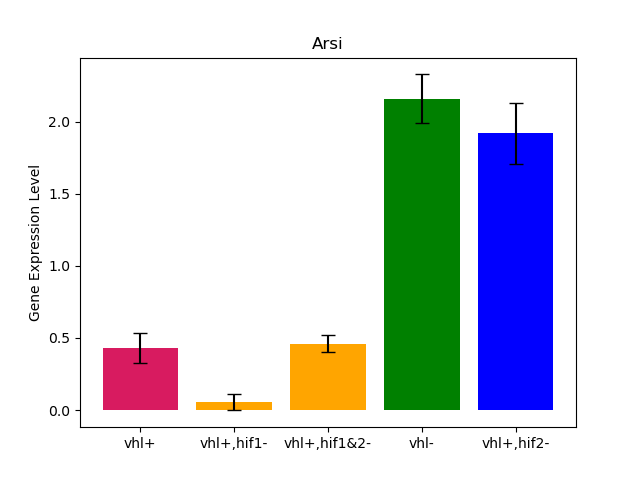 Arsi
Gene Expression Level
2.0
1.5
1.0
0.5
0.0
vhl+
vhl+,hif1-
vhl+,hif1&2-
vhl-
vhl+,hif2-